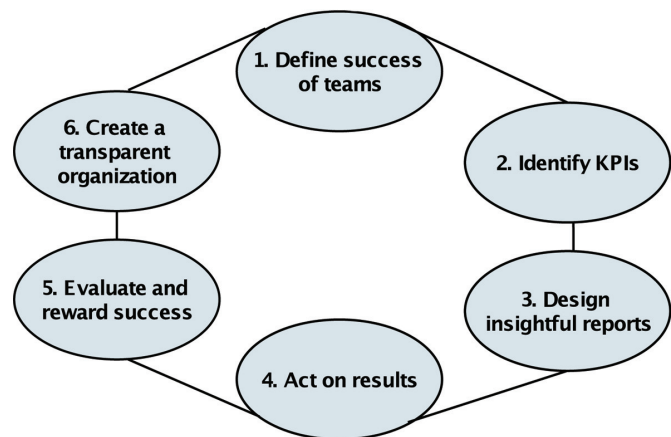 1. Define success
of teams
2. Identify KPIs
3. Design
insightful reports
4. Act on results
5. Evaluate and
reward success
6. Create a
transparent
organization